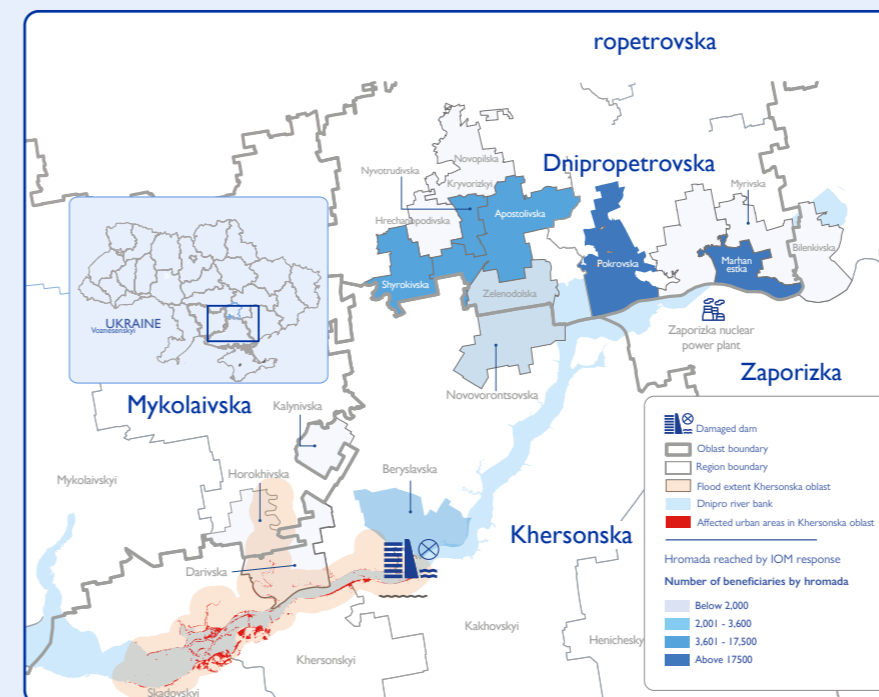 ropetrovska
Dnipropetrovska
Novopilska
Nyvotrudivska
Kryvorizkyi
Myrivska
Hrechanopodivska
Apostolivska
Bilenkivska
Pokrovska
Marhan
estka
Shyrokivska
Zelenodolska
UKRAINE
Voznesenskyi
Zaporizka nuclear
power plant
Zaporizka
Novovorontsovska
Mykolaivska
Kalynivska
Mykolaivskyi
Horokhivska
Beryslavska
Khersonska
Darivska
Kakhovskyi
Khersonskyi
Henichesky
Skadovskyi
Damaged dam
Oblast boundary
Region boundary
Flood extent Khersonska oblast
Dnipro river bank
Affected urban areas in Khersonska oblast
Hromada reached by IOM response
Number of beneficiaries by hromada
Below 2,000
2,001 - 3,600
3,601 - 17,500
Above 17500